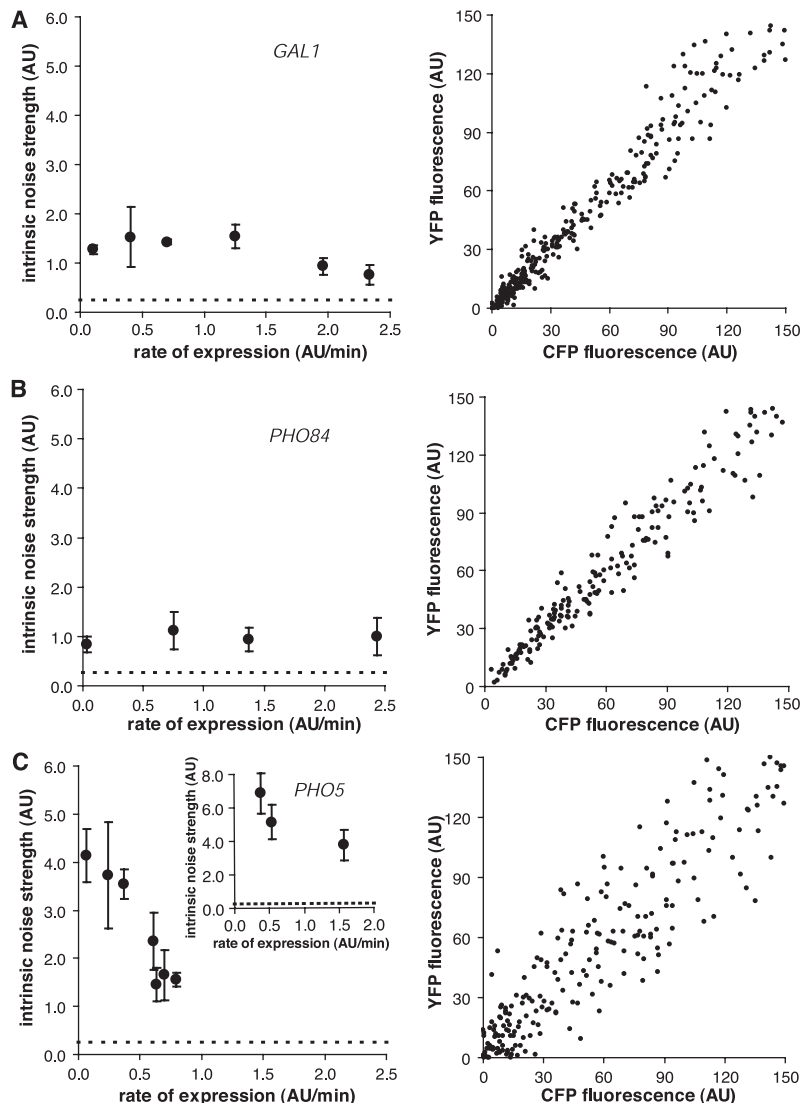 A
GAL1
intrinsic noise strength (AU)
6.0
5.0
4.0
3.0
2.0
1.0
0.0
0.0 0.5 1.0 1.5 2.0 2.5
rate of expression (AU/min)
YFP fluorescence (AU)
150
120
90
60
30
0
0 30 60 90 120 150
CFP fluorescence (AU)
B
PHO84
intrinsic noise strength (AU)
6.0
5.0
4.0
3.0
2.0
1.0
0.0
0.0 0.5 1.0 1.5 2.0 2.5
rate of expression (AU/min)
YFP fluorescence (AU)
150
120
90
60
30
0
0 30 60 90 120 150
CFP fluorescence (AU)
C
intrinsic noise strength (AU)
6.0
5.0
4.0
3.0
2.0
1.0
0.0
0.0 0.5 1.0 1.5 2.0 2.5
rate of expression (AU/min)
PHO5
intrinsic noise strength (AU)
8.0
6.0
4.0
2.0
0.0
0.0 0.5 1.0 1.5 2.0
rate of expression (AU/min)
YFP fluorescence (AU)
150
120
90
60
30
0
0 30 60 90 120 150
CFP fluorescence (AU)